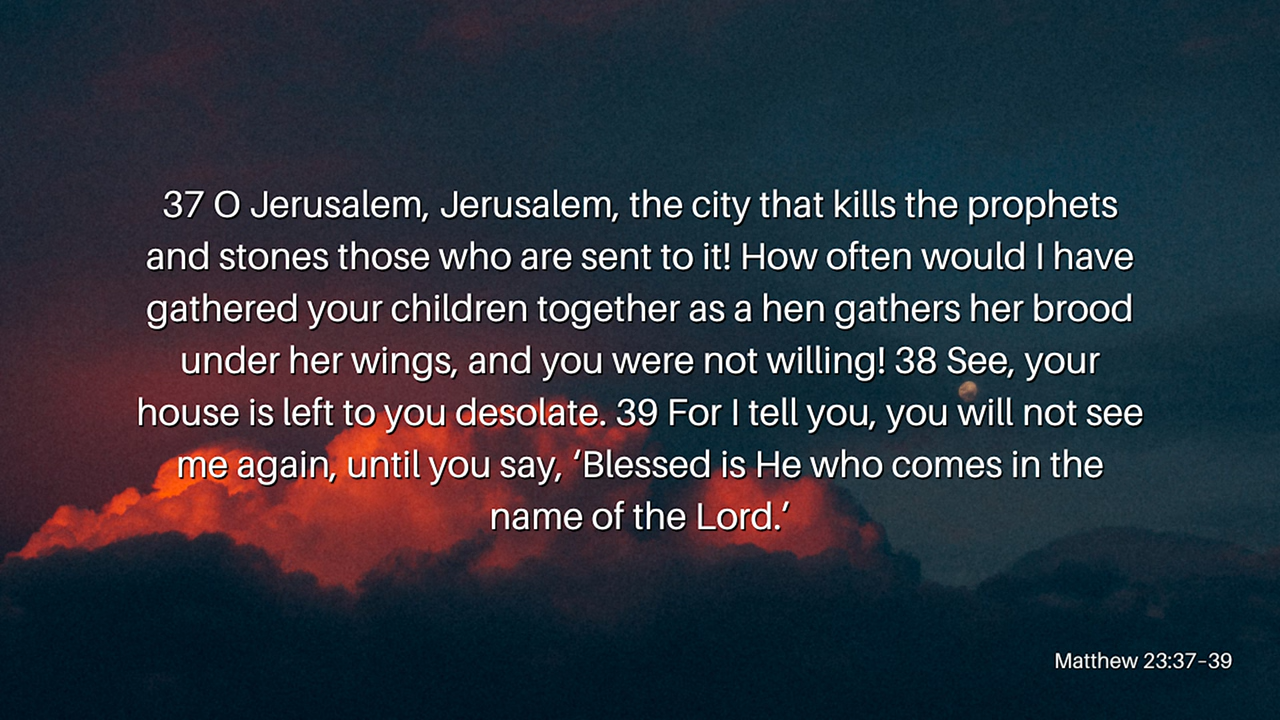 37 O Jerusalem, Jerusalem, the city that kills the prophets
and stones those who are sent to it! How often would I have
gathered your children together as a hen gathers her brood
under her wings, and you were not willing! 38 See, your
house is left to you desolate. 39 For I tell you, you will not see
me again, until you say, ‘Blessed is He who comes in the
name of the Lord.’
Matthew 23:37–39